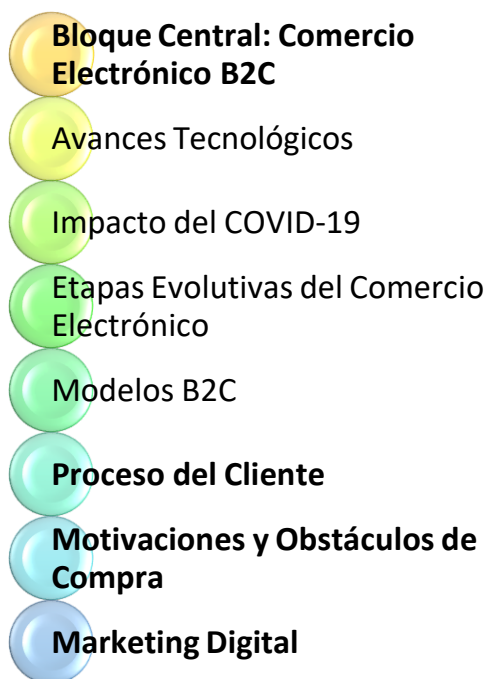 Bloque Central: Comercio
Electrónico B2C
Avances Tecnológicos
Impacto del COVID-19
Etapas Evolutivas del Comercio
Electrónico
Modelos B2C
Proceso del Cliente
Motivaciones y Obstáculos de
Compra
Marketing Digital